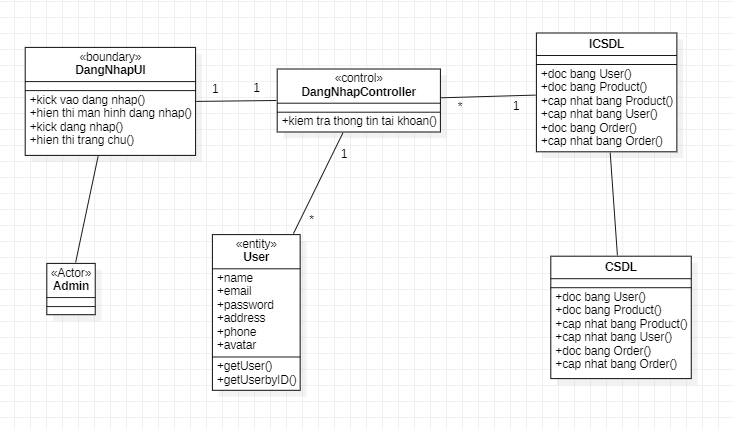 «boundary»
DangNhapUI
+kick vao dang nhap()
+hien thi man hinh dang nhap()
+kick dang nhap()
+hien thi trang chu()
1
1
«control»
DangNhapController
+kiem tra thong tin tai khoan()
*
1
ICSDL
+doc bang User()
+doc bang Product()
+cap nhat bang Product()
+cap nhat bang User()
+doc bang Order()
+cap nhat bang Order()
1
*
«Actor»
Admin
«entity»
User
+name
+email
+password
+address
+phone
+avatar
+getUser()
+getUserbyID()
CSDL
+doc bang User()
+doc bang Product()
+cap nhat bang Product()
+cap nhat bang User()
+doc bang Order()
+cap nhat bang Order()